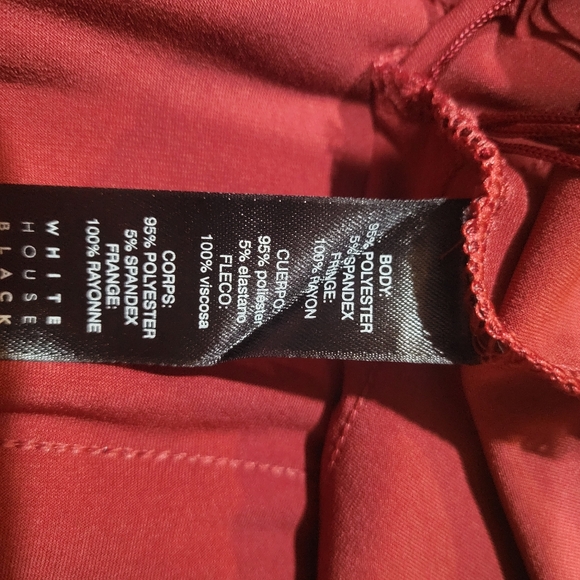 BODY:
95% POLYESTER
5% SPANDEX
FRINGE:
100% RAYON
CUERPO:
95% poliester
5% elastano
FLECO:
100% viscosa
CORPS:
95% POLYESTER
5% SPANDEX
FRANGE:
100% RAYONNE
WHITE
HOUSE
BLACK